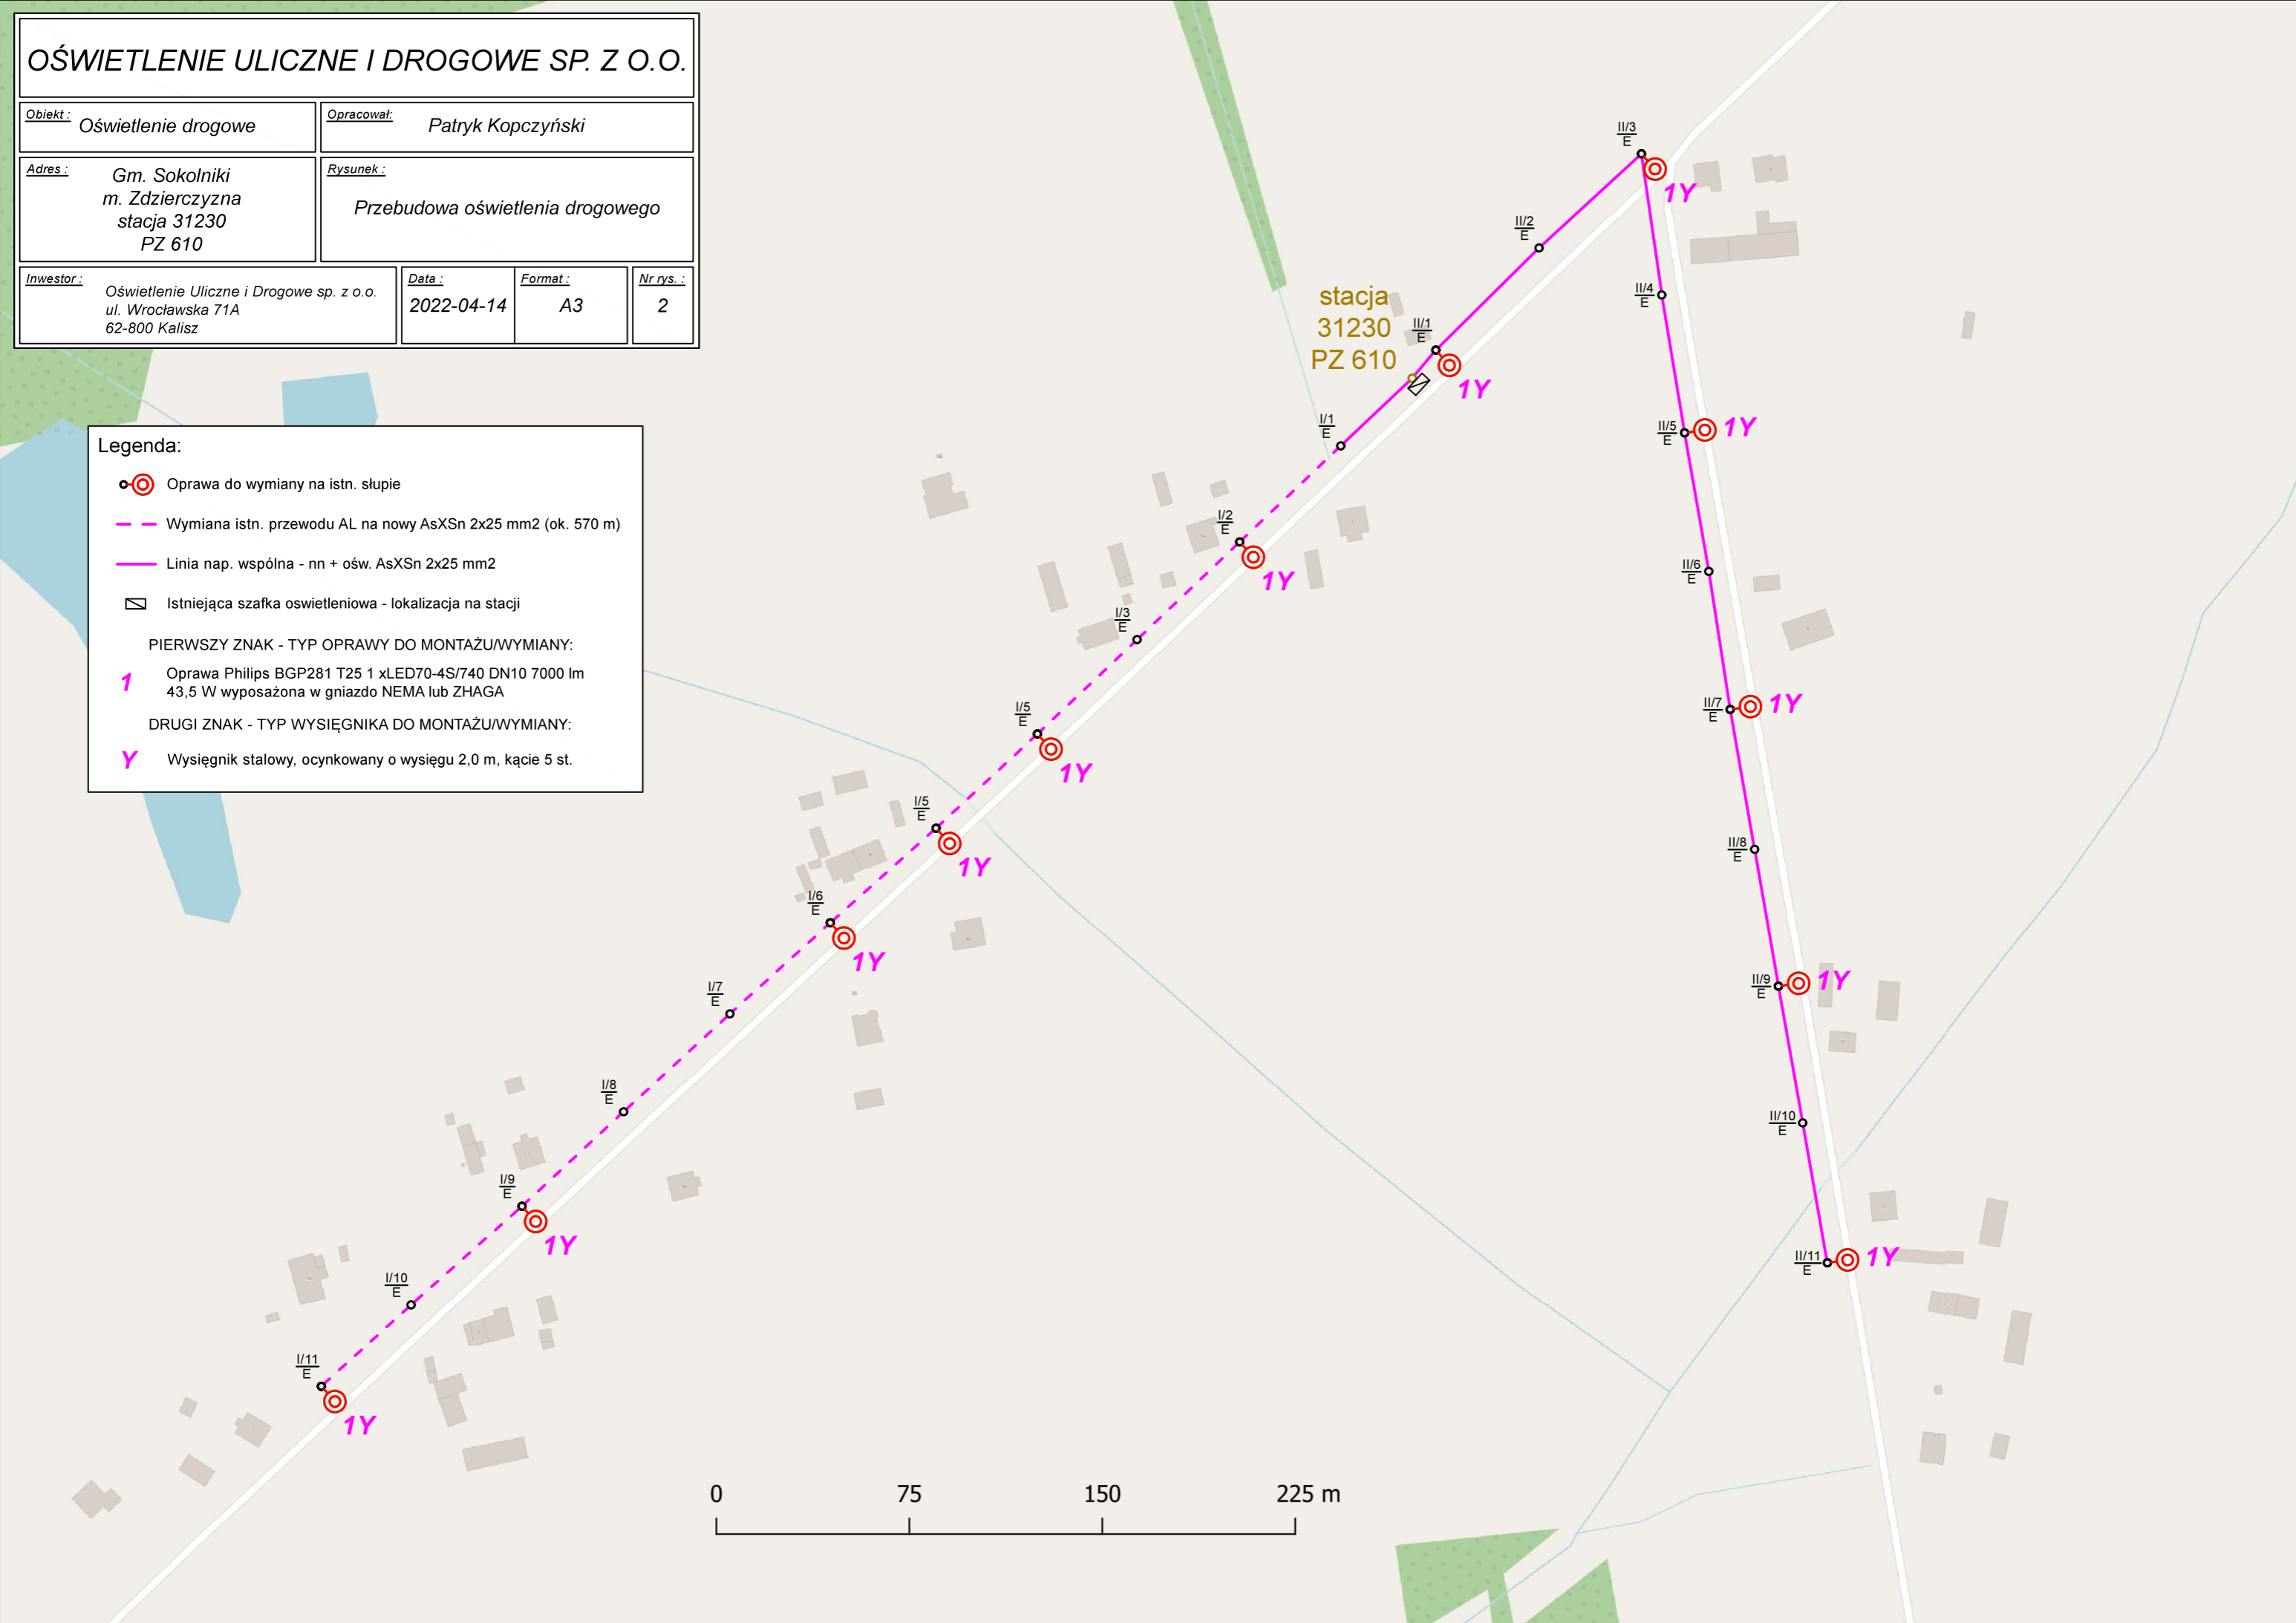 OŚWIETLENIE ULICZNE I DROGOWE SP. Z O.O.
Obiekt :
Oświetlenie drogowe
Opracował:
Patryk Kopczyński
Adres :
Gm. Sokolniki
m. Zdzierczyzna
stacja 31230
PZ 610
Rysunek :
Przebudowa oświetlenia drogowego
Inwestor :
Oświetlenie Uliczne i Drogowe sp. z o.o.
ul. Wrocławska 71A
62-800 Kalisz
Data :
2022-04-14
Format :
A3
Nr rys. :
2
Legenda:
Oprawa do wymiany na istn. słupie
Wymiana istn. przewodu AL na nowy AsXSn 2x25 mm2 (ok. 570 m)
Linia nap. wspólna - nn + ośw. AsXSn 2x25 mm2
Istniejąca szafka oswietleniowa - lokalizacja na stacji
PIERWSZY ZNAK - TYP OPRAWY DO MONTAŻU/WYMIANY:
1
Oprawa Philips BGP281 T25 1 xLED70-4S/740 DN10 7000 lm
43,5 W wyposażona w gniazdo NEMA lub ZHAGA
DRUGI ZNAK - TYP WYSIĘGNIKA DO MONTAŻU/WYMIANY:
Y
Wysięgnik stalowy, ocynkowany o wysięgu 2,0 m, kącie 5 st.
II/3
E
1Y
II/2
E
II/4
E
stacja
31230
PZ 610
II/1
E
1Y
I/1
E
II/5
E
1Y
I/2
E
1Y
II/6
E
I/3
E
I/5
E
1Y
II/7
E
1Y
I/5
E
1Y
II/8
E
I/6
E
1Y
I/7
E
II/9
E
1Y
I/8
E
II/10
E
I/9
E
1Y
II/11
E
1Y
I/10
E
I/11
E
1Y
0
75
150
225 m